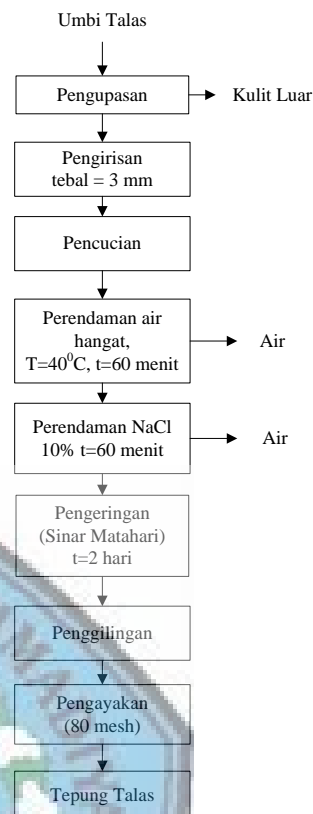 Umbi Talas
Pengupasan
Kulit Luar
Pengirisan
tebal = 3 mm
Pencucian
Perendaman air
hangat,
T=40⁰C, t=60 menit
Air
Perendaman NaCl
10% t=60 menit
Air
Pengeringan
(Sinar Matahari)
t=2 hari
Penggilingan
Pengayakan
(80 mesh)
Tepung Talas